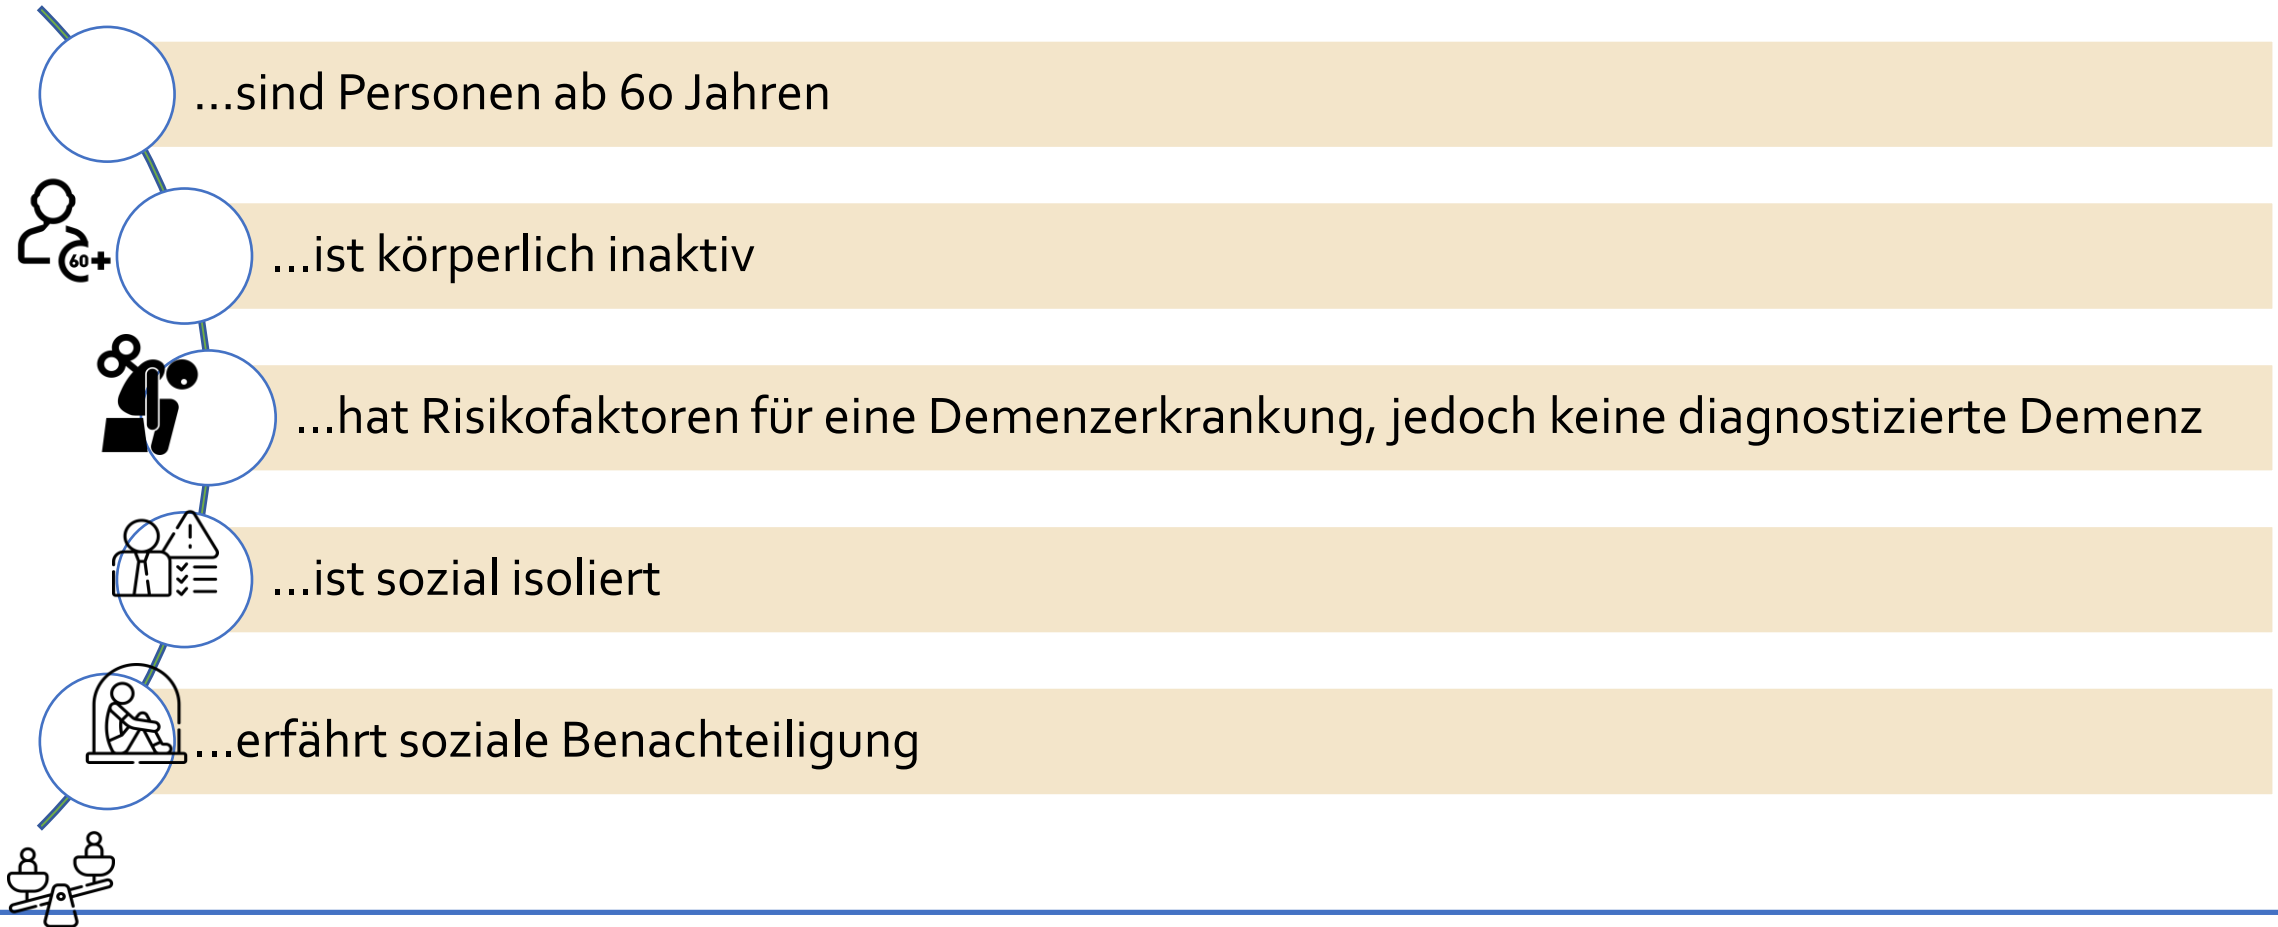 ...sind Personen ab 60 Jahren
60+
...ist körperlich inaktiv
...hat Risikofaktoren für eine Demenzerkrankung, jedoch keine diagnostizierte Demenz
...ist sozial isoliert
...erfährt soziale Benachteiligung